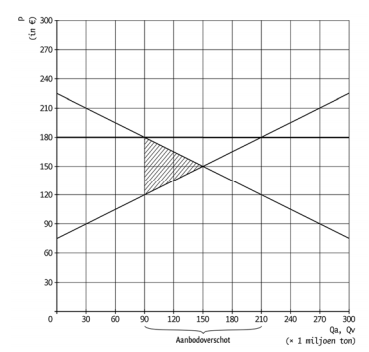 P
(in €)
300
270
240
210
180
150
120
90
60
30
0 30 60 90 120 150 180 210 240 270 300
Qa, Qv
Aanbodoverschot
(× 1 miljoen ton)